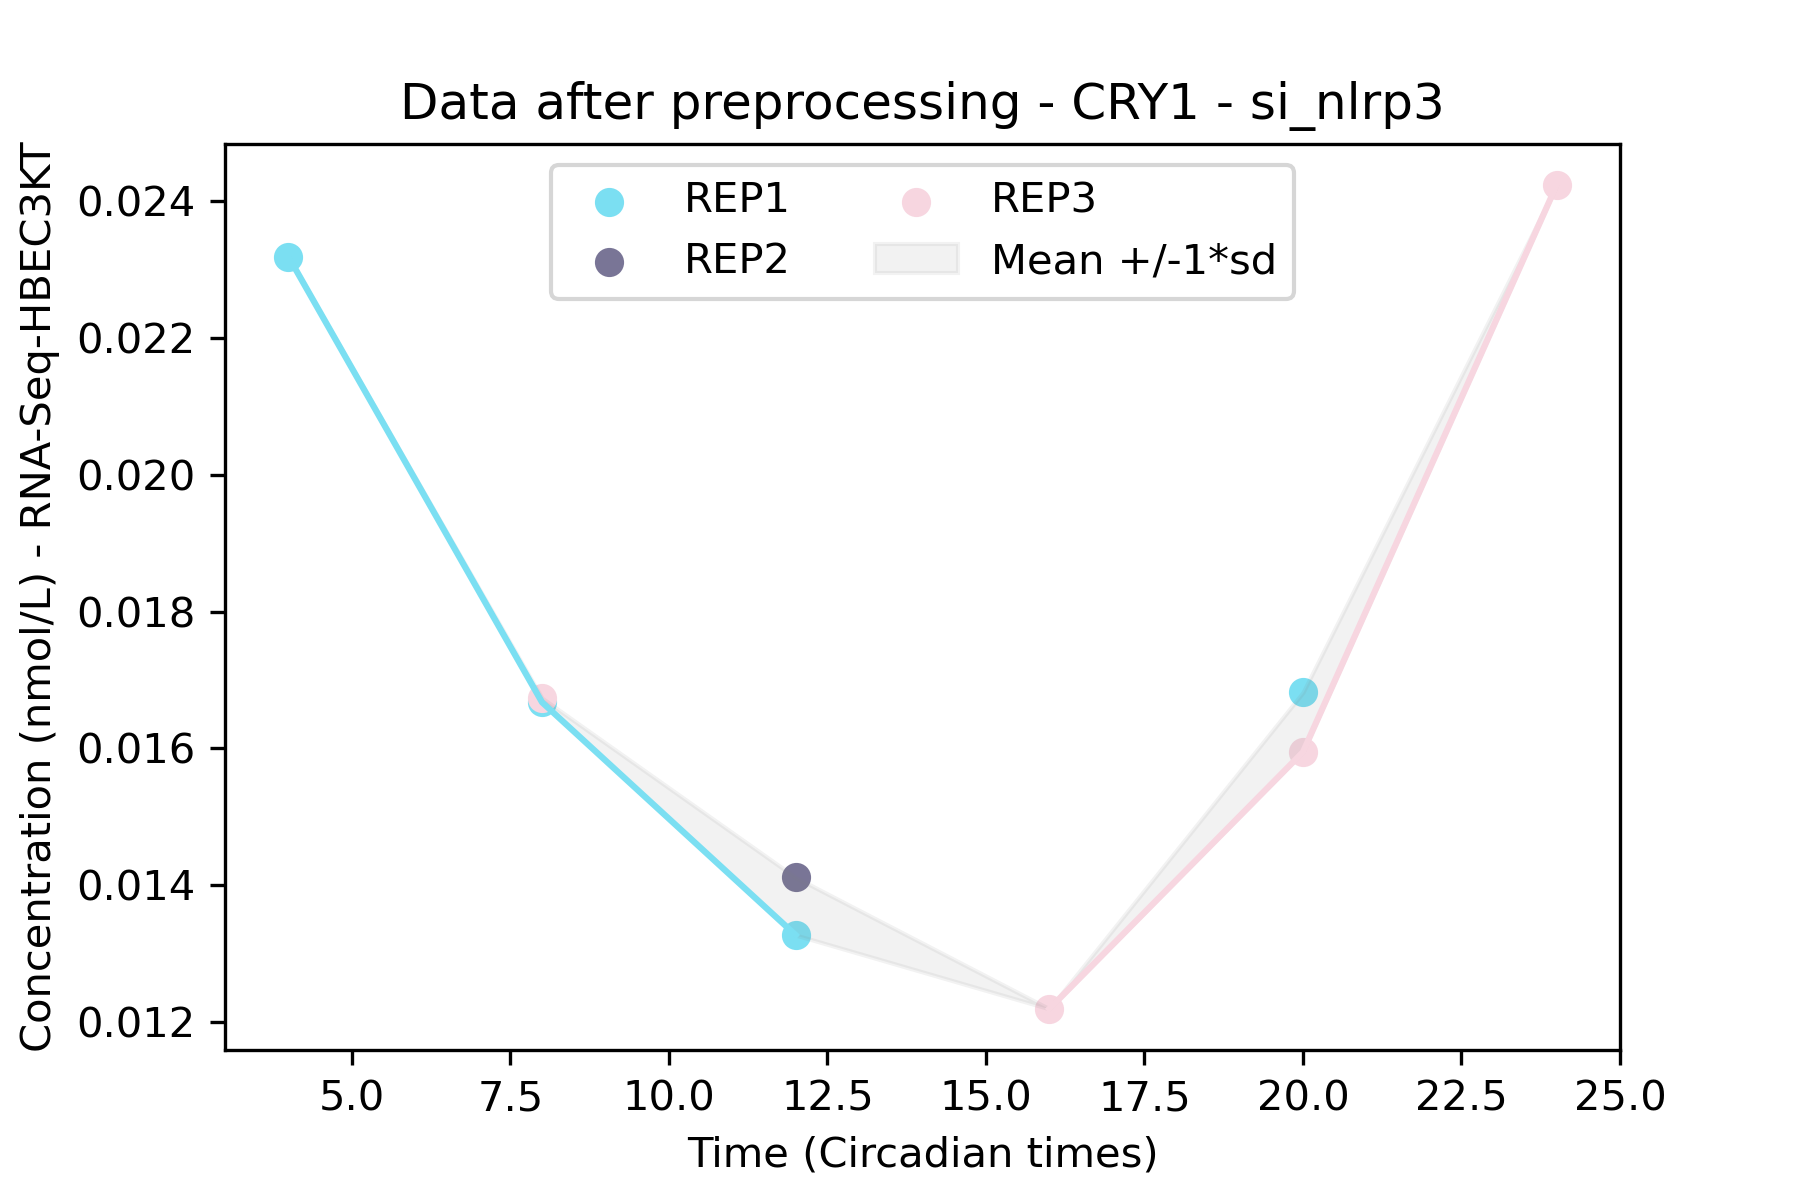 Data after preprocessing - CRY1 - si_nlrp3
REP1
REP2
REP3
Mean +/-1*sd
Concentration (nmol/L) - RNA-Seq-HBEC3KT
0.024
0.022
0.020
0.018
0.016
0.014
0.012
5.0 7.5 10.0 12.5 15.0 17.5 20.0 22.5 25.0
Time (Circadian times)